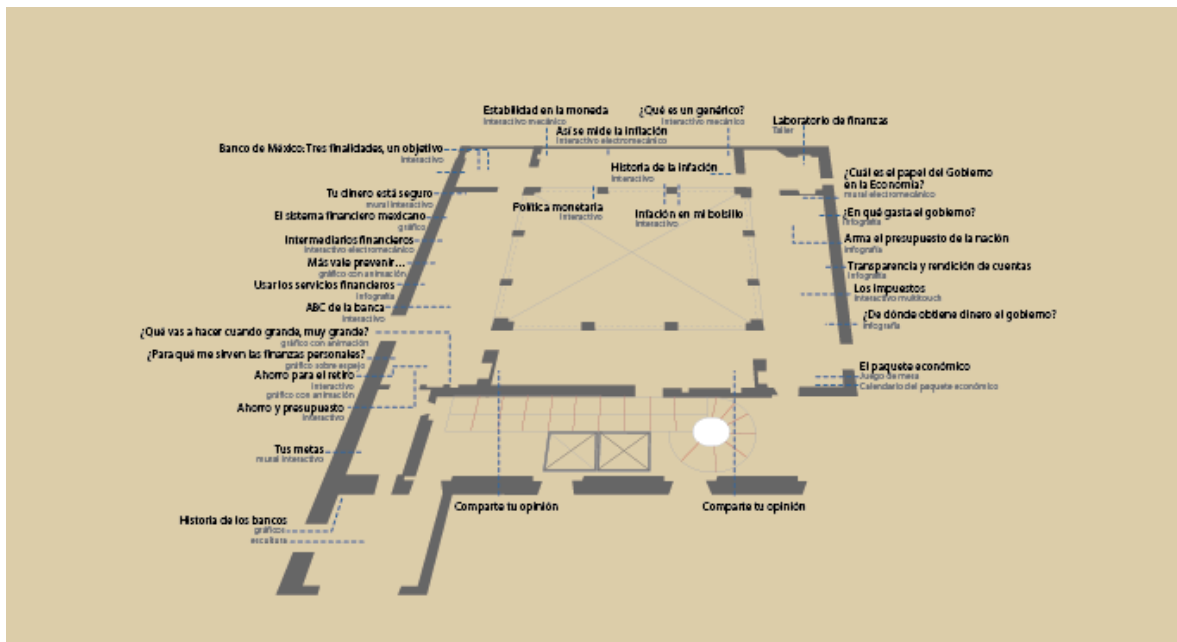 Estabilidad en la moneda
Interactivo mecánico
¿Qué es un genérico?
Interactivo mecánico
Así se mide la inflación
Interactivo electromecánico
Laboratorio de finanzas
Taller
Banco de México: Tres finalidades, un objetivo
Interactivo
Historia de la infación
Interactivo
¿Cuál es el papel del Gobierno
en la Economía?
mural electromecánico
Tu dinero está seguro
mural interactivo
Política monetaria
Interactivo
Infación en mi bolsillo
Interactivo
El sistema financiero mexicano
gráfico
¿En qué gasta el gobierno?
Infografía
Intermediarios financieros
Interactivo electromecánico
Arma el presupuesto de la nación
Infografía
Más vale prevenir...
gráfico con animación
Transparencia y rendición de cuentas
Infografía
Usar los servicios financieros
Infografía
Los impuestos
Interactivo multitouch
ABC de la banca
Interactivo
¿De dónde obtiene dinero el gobierno?
Infografía
¿Qué vas a hacer cuando grande, muy grande?
gráfico con animación
¿Para qué me sirven las finanzas personales?
gráfico sobre espejo
El paquete económico
Juego de mesa
Calendario del paquete económico
Ahorro para el retiro
Interactivo
gráfico con animación
Ahorro y presupuesto
Interactivo
Tus metas
mural interactivo
Comparte tu opinión
Comparte tu opinión
Historia de los bancos
gráficos
escultura